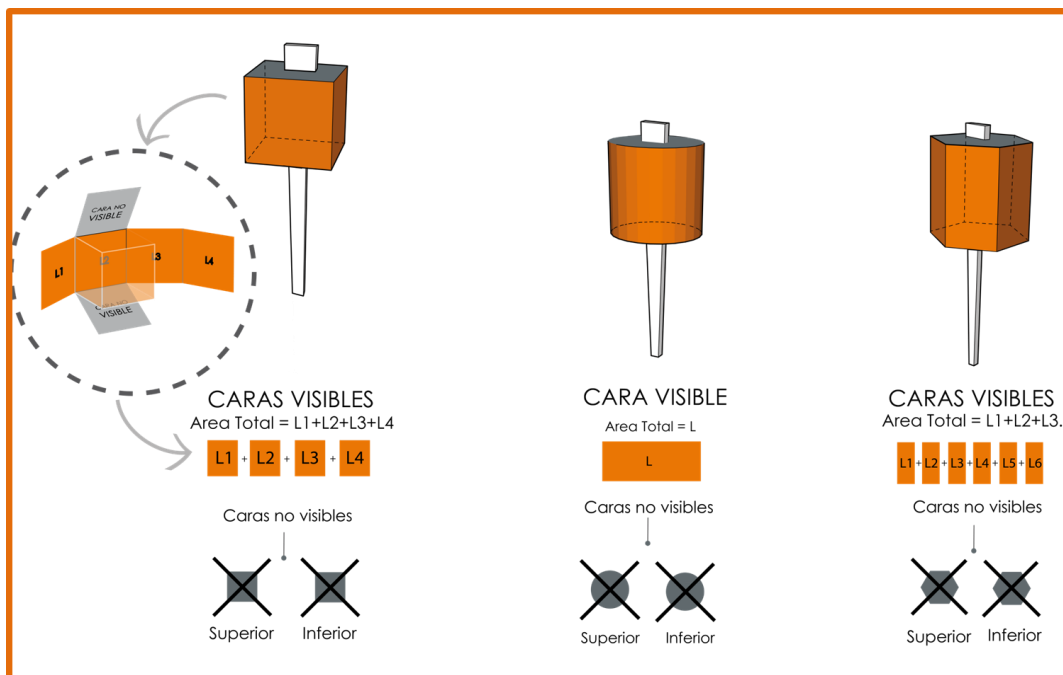 CARA NO
VISIBLE
L1
L2
L3
L4
CARA NO
VISIBLE
CARAS VISIBLES
Area Total = L1+L2+L3+L4
L1 + L2 + L3 + L4
Caras no visibles
Superior
Inferior
CARA VISIBLE
Area Total = L
L
Caras no visibles
Superior
Inferior
CARAS VISIBLES
Area Total = L1+L2+L3.
L1 + L2 + L3 + L4 + L5 + L6
Caras no visibles
Superior
Inferior